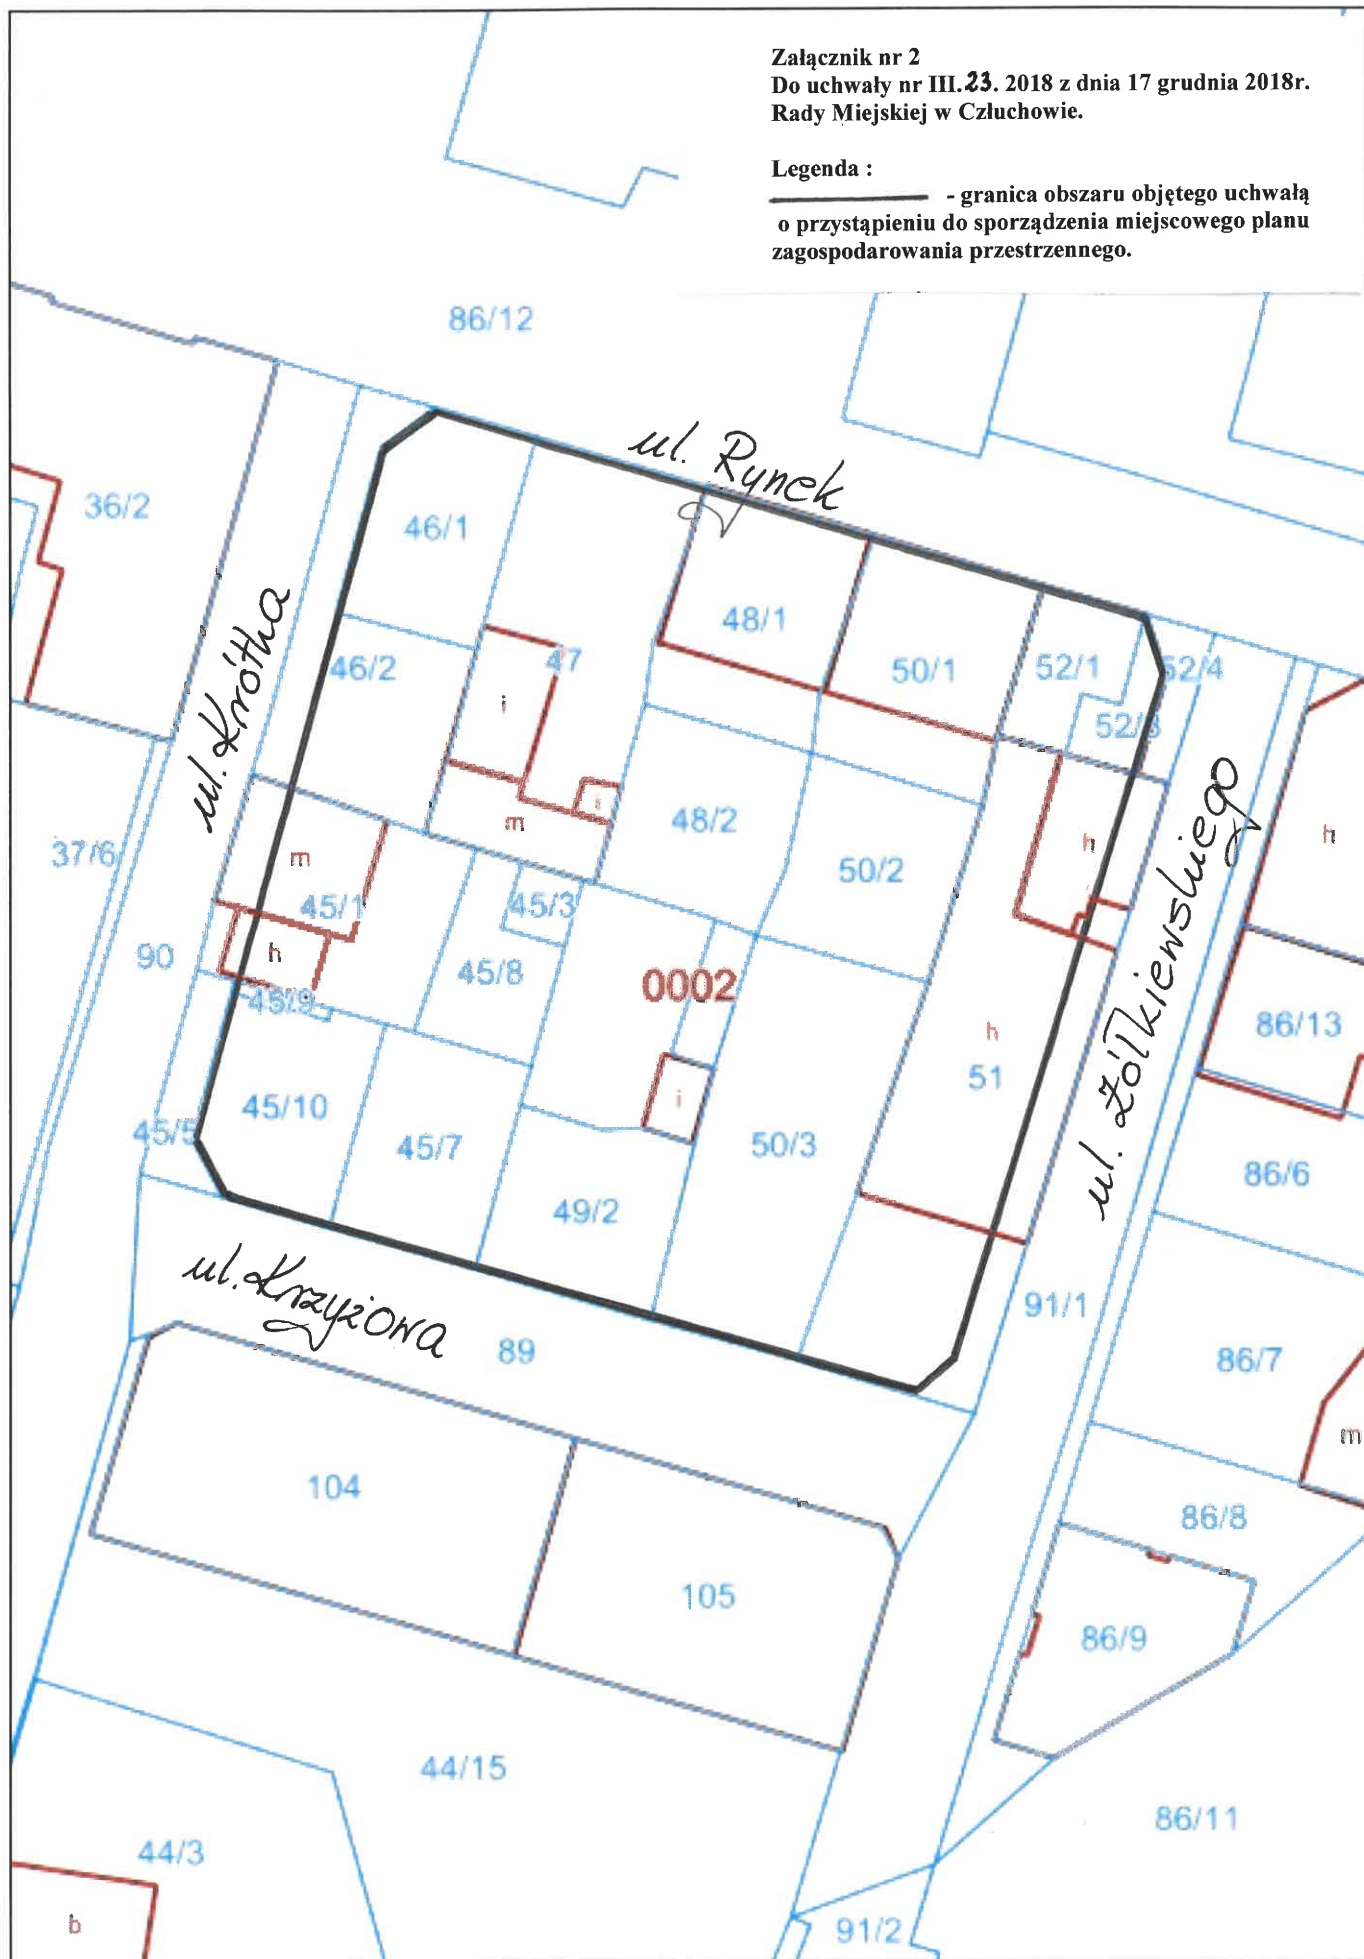 Załącznik nr 2
Do uchwały nr III.23. 2018 z dnia 17 grudnia 2018r.
Rady Miejskiej w Człuchowie.
Legenda :
- granica obszaru objętego uchwałą
o przystąpieniu do sporządzenia miejscowego planu
zagospodarowania przestrzennego.
86/12
ul. Rynek
36/2
46/1
48/1
ul. Krótka
46/2
47
50/1
52/1
52/4
i
52/3
ul. Żółkiewskiego
i
m
48/2
h
h
37/6
m
50/2
45/1
45/3
90
h
45/8
0002
45/9
86/13
h
51
45/10
i
45/5
45/7
50/3
86/6
49/2
ul. Krzyżowa
91/1
89
86/7
m
104
86/8
105
86/9
44/15
86/11
44/3
b
91/2